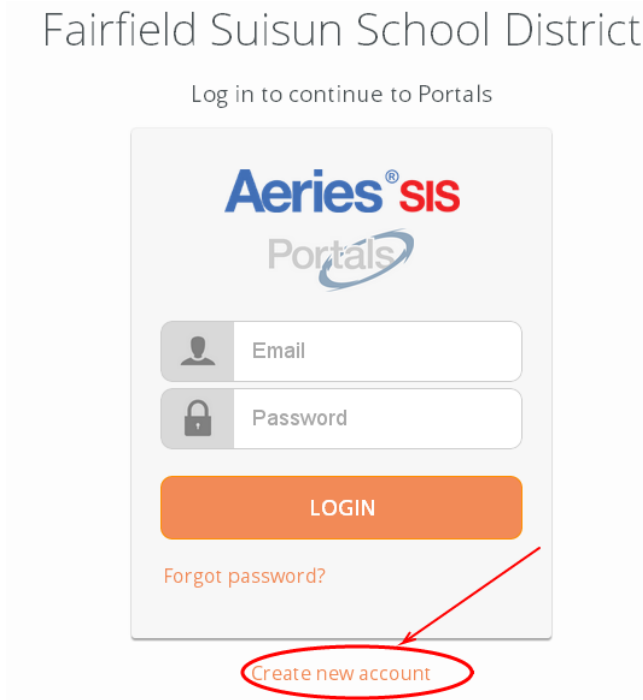 Fairfield Suisun School District
Log in to continue to Portals
Aeries® SIS
Portals
Email
Password
LOGIN
Forgot password?
Create new account